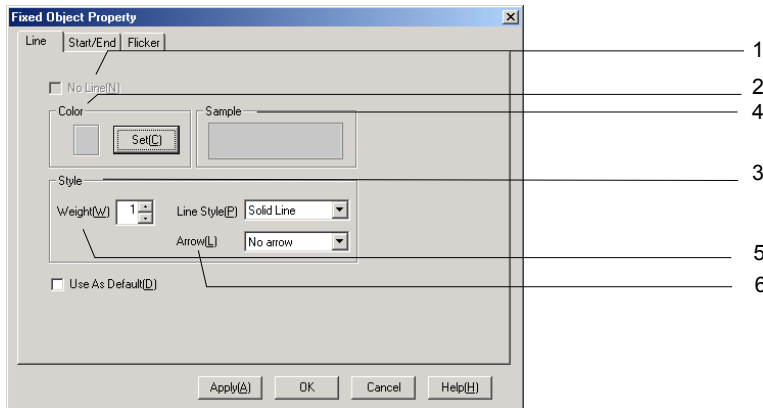 Fixed Object Property
Line Start/End Flicker
1
No Line(N)
2
Color Sample
4
Set(C)
3
Style
Weight(W) 1 Line Style(P) Solid Line
Arrow(L) No arrow
5
6
Use As Default(D)
Apply(A) OK Cancel Help(H)